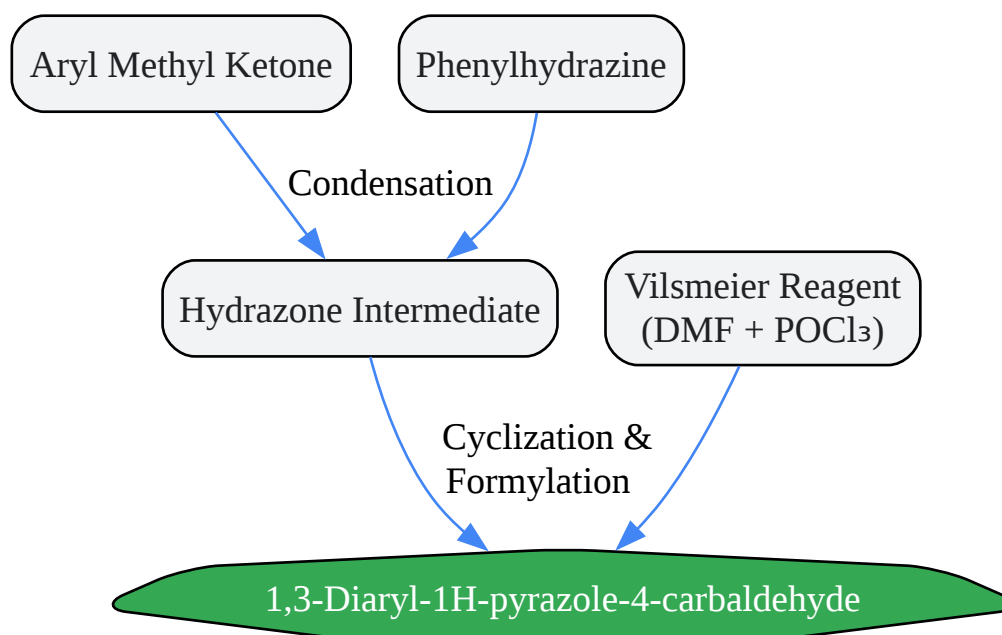 Aryl Methyl Ketone
Phenylhydrazine
Condensation
Hydrazone Intermediate
Vilsmeier Reagent
(DMF + POCl₃)
Cyclization &
Formylation
1,3-Diaryl-1H-pyrazole-4-carbaldehyde